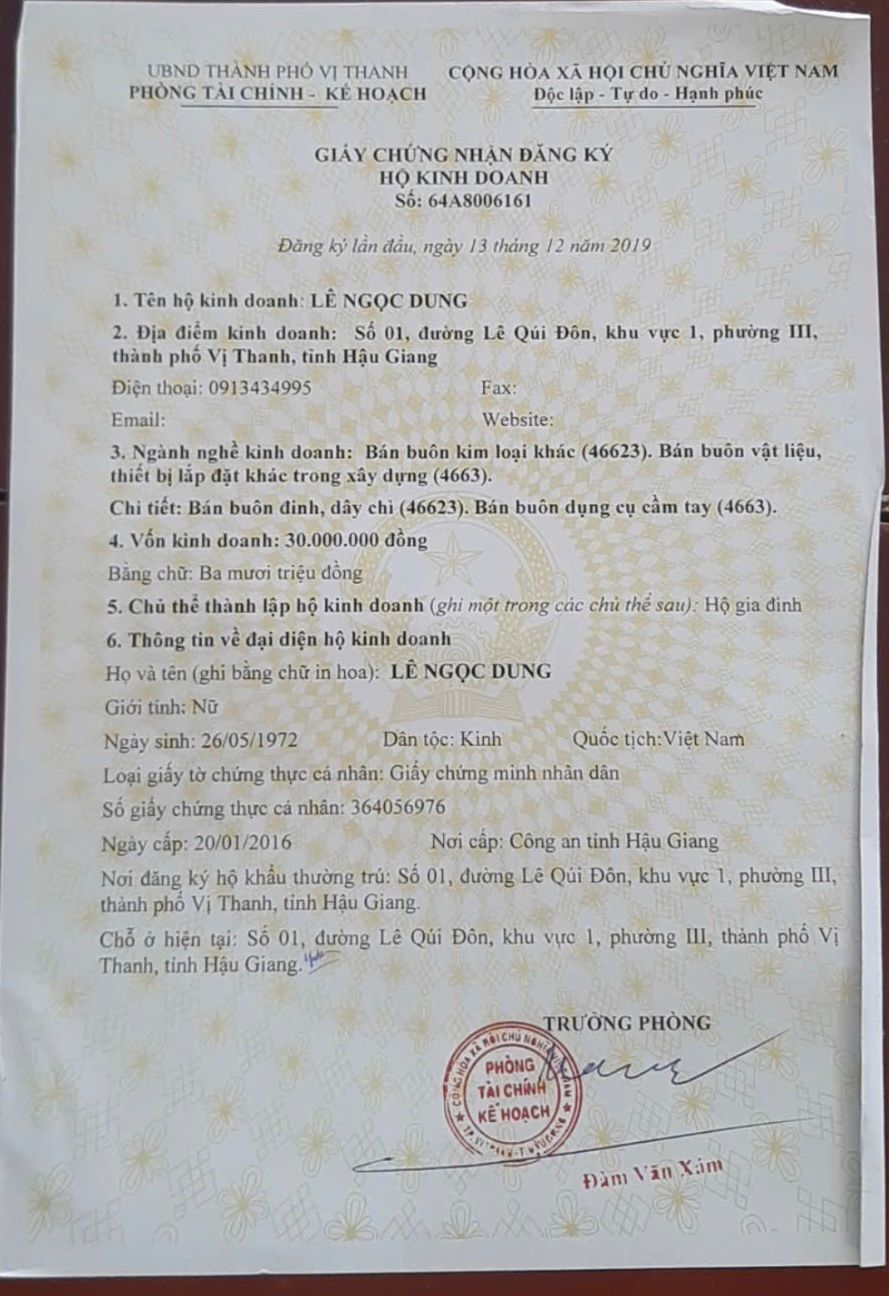 UBND THÀNH PHỐ VỊ THANH
PHÒNG TÀI CHÍNH - KẾ HOẠCH
CỘNG HÒA XÃ HỘI CHỦ NGHĨA VIỆT NAM
Độc lập - Tự do - Hạnh phúc
GIẤY CHỨNG NHẬN ĐĂNG KÝ
HỘ KINH DOANH
Số: 64A8006161
Đăng ký lần đầu, ngày 13 tháng 12 năm 2019
1. Tên hộ kinh doanh: LÊ NGỌC DUNG
2. Địa điểm kinh doanh: Số 01, đường Lê Qúi Đôn, khu vực 1, phường III,
thành phố Vị Thanh, tỉnh Hậu Giang
Điện thoại: 0913434995 Fax:
Email: Website:
3. Ngành nghề kinh doanh: Bán buôn kim loại khác (46623). Bán buôn vật liệu,
thiết bị lắp đặt khác trong xây dựng (4663).
Chi tiết: Bán buôn đinh, dây chì (46623). Bán buôn dụng cụ cầm tay (4663).
4. Vốn kinh doanh: 30.000.000 đồng
Bằng chữ: Ba mươi triệu đồng
5. Chủ thể thành lập hộ kinh doanh (ghi một trong các chủ thể sau): Hộ gia đình
6. Thông tin về đại diện hộ kinh doanh
Họ và tên (ghi bằng chữ in hoa): LÊ NGỌC DUNG
Giới tính: Nữ
Ngày sinh: 26/05/1972 Dân tộc: Kinh Quốc tịch:Việt Nam
Loại giấy tờ chứng thực cá nhân: Giấy chứng minh nhân dân
Số giấy chứng thực cá nhân: 364056976
Ngày cấp: 20/01/2016 Nơi cấp: Công an tỉnh Hậu Giang
Nơi đăng ký hộ khẩu thường trú: Số 01, đường Lê Qúi Đôn, khu vực 1, phường III,
thành phố Vị Thanh, tỉnh Hậu Giang.
Chỗ ở hiện tại: Số 01, đường Lê Qúi Đôn, khu vực 1, phường III, thành phố Vị
Thanh, tỉnh Hậu Giang.
TRƯỞNG PHÒNG
PHÒNG
TÀI CHÍNH
KẾ HOẠCH
Đàm Văn Xám